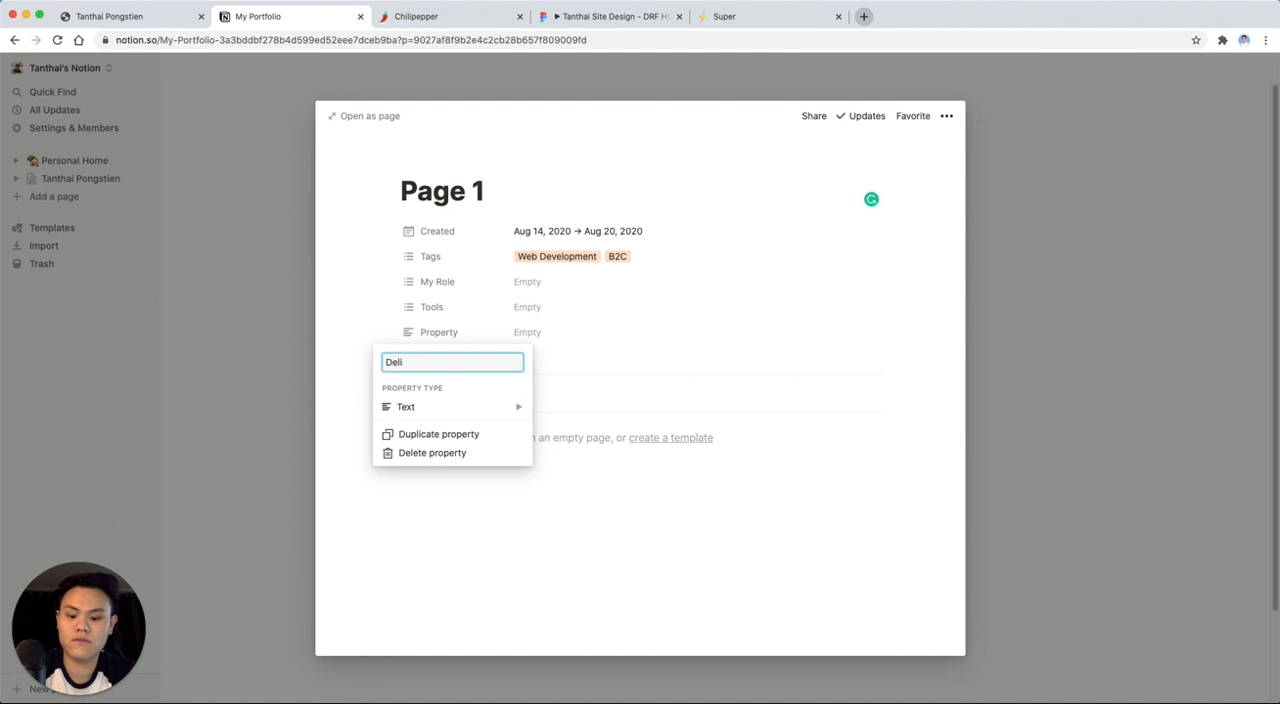 Tanthai Pongstien
My Portfolio
Chilipepper
Tanthai Site Design - DRF H
Super
notion.so/My-Portfolio-3a3bddbf278b4d599ed52eee7dceb9ba?p=9027af8f9b2e4c2cb28b657f809009fd
Tanthai's Notion
Quick Find
All Updates
Settings & Members
Personal Home
Tanthai Pongstien
Add a page
Templates
Import
Trash
New
Open as page
Share Updates Favorite
Page 1
Created Aug 14, 2020 → Aug 20, 2020
Tags Web Development B2C
My Role Empty
Tools Empty
Property Empty
Deli
PROPERTY TYPE
Text
Duplicate property
Delete property
an empty page, or create a template